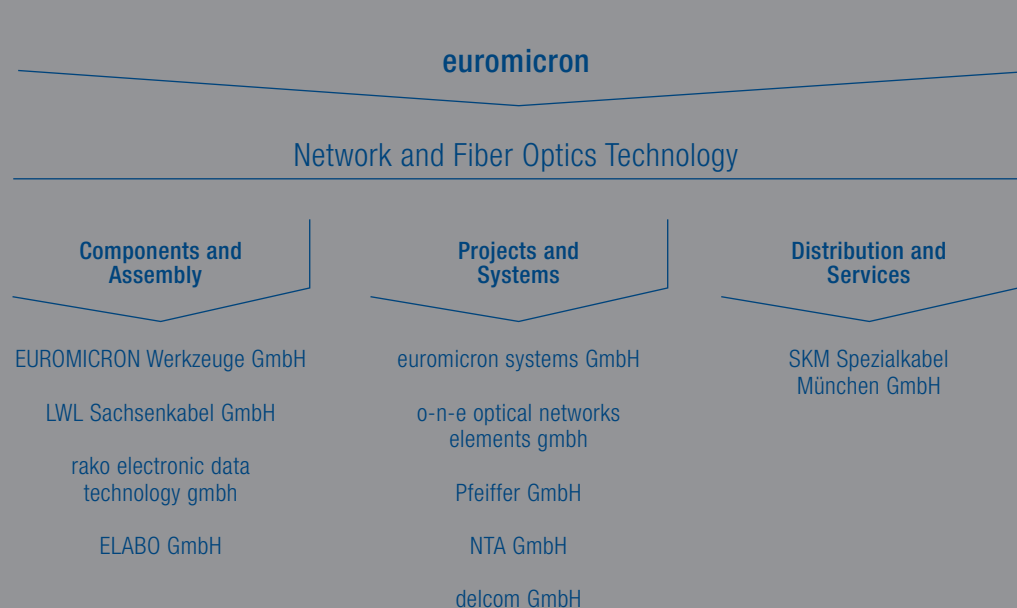 euromicron
Network and Fiber Optics Technology
Components and
Assembly
EUROMICRON Werkzeuge GmbH
LWL Sachsenkabel GmbH
rako electronic data
technology gmbh
ELABO GmbH
Projects and
Systems
euromicron systems GmbH
o-n-e optical networks
elements gmbh
Pfeiffer GmbH
NTA GmbH
delcom GmbH
Distribution and
Services
SKM Spezialkabel
München GmbH